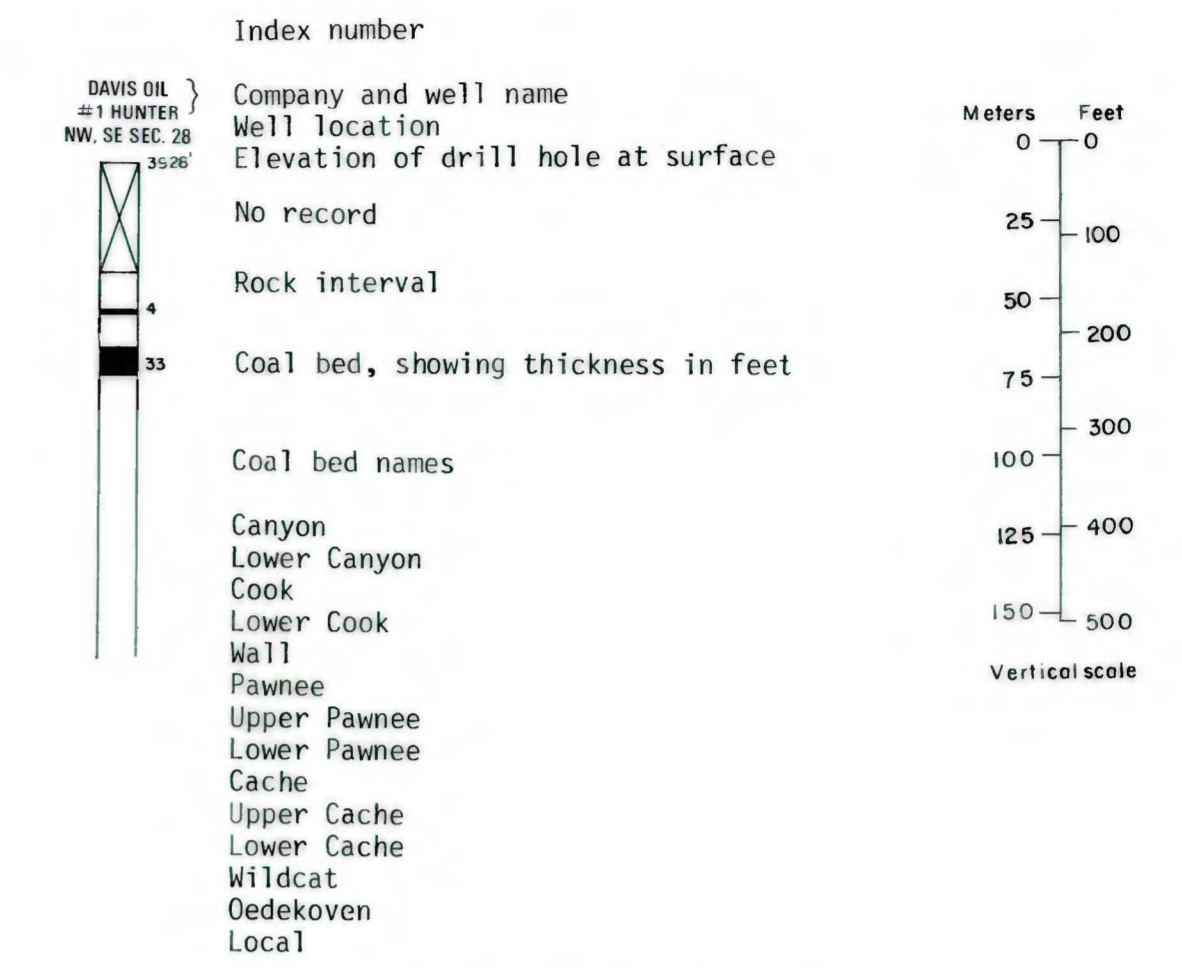 Index number
DAVIS OIL } Company and well name
#1 HUNTER
NW, SE SEC. 28 Well location
3926' Elevation of drill hole at surface
No record
Rock interval
4
33 Coal bed, showing thickness in feet
Coal bed names
Canyon
Lower Canyon
Cook
Lower Cook
Wall
Pawnee
Upper Pawnee
Lower Pawnee
Cache
Upper Cache
Lower Cache
Wildcat
Oedekoven
Local
Meters Feet
0 0
25
100
50
200
75
300
100
400
125
150
500
Vertical scale